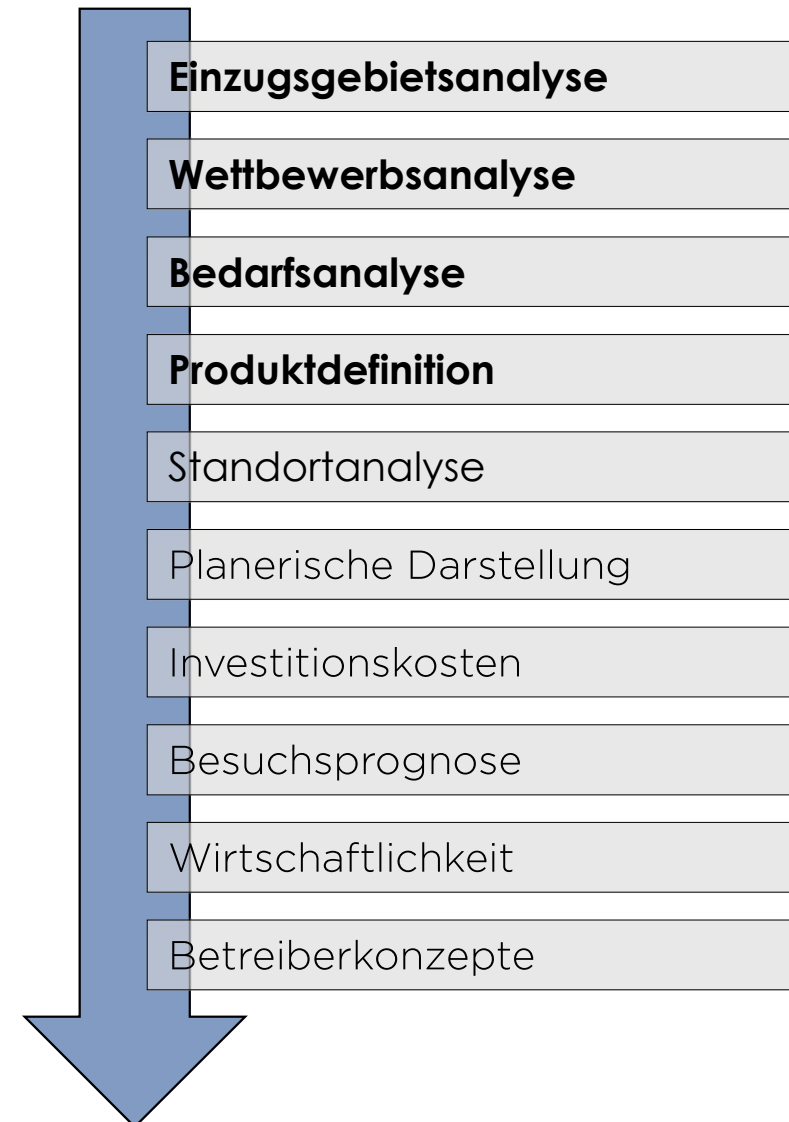 Einzugsgebietsanalyse
Wettbewerbsanalyse
Bedarfsanalyse
Produktdefinition
Standortanalyse
Planerische Darstellung
Investitionskosten
Besuchsprognose
Wirtschaftlichkeit
Betreiberkonzepte